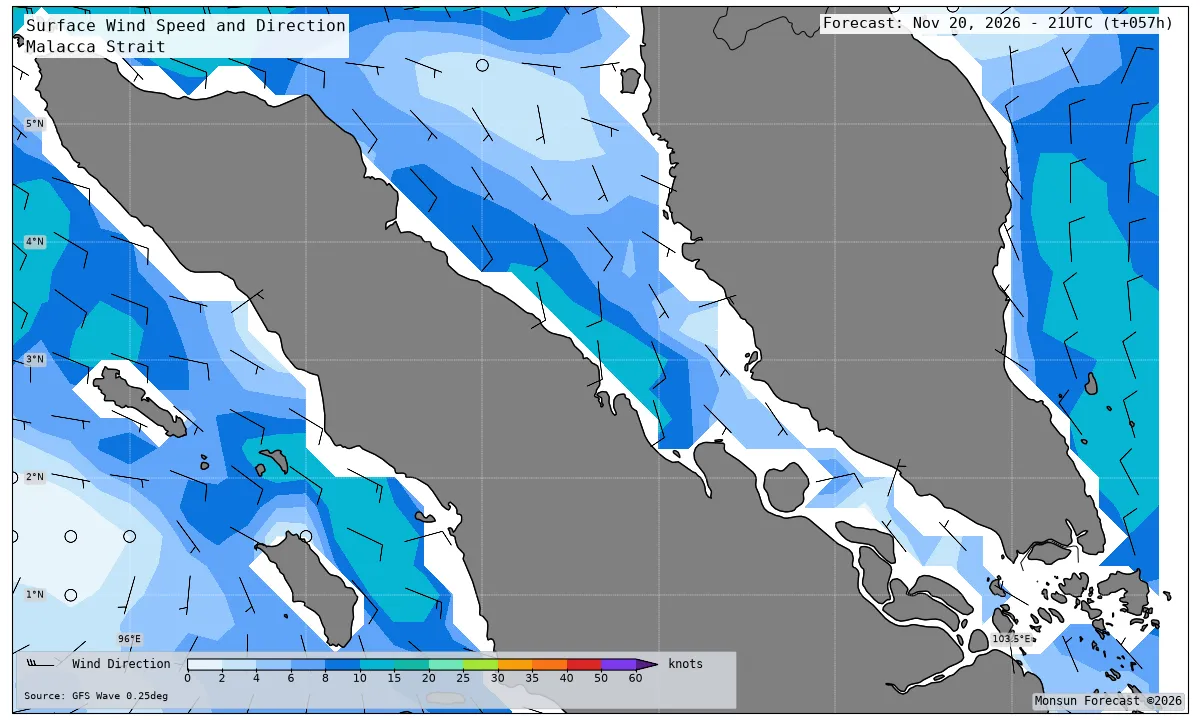 Surface Wind Speed and Direction
Malacca Strait
Forecast: Nov 20, 2026 - 21UTC (t+057h)
5°N
4°N
3°N
2°N
1°N
96°E
103.5°E
Wind Direction
knots
0 2 4 6 8 10 15 20 25 30 35 40 50 60
Source: GFS Wave 0.25deg
Monsun Forecast ©2026